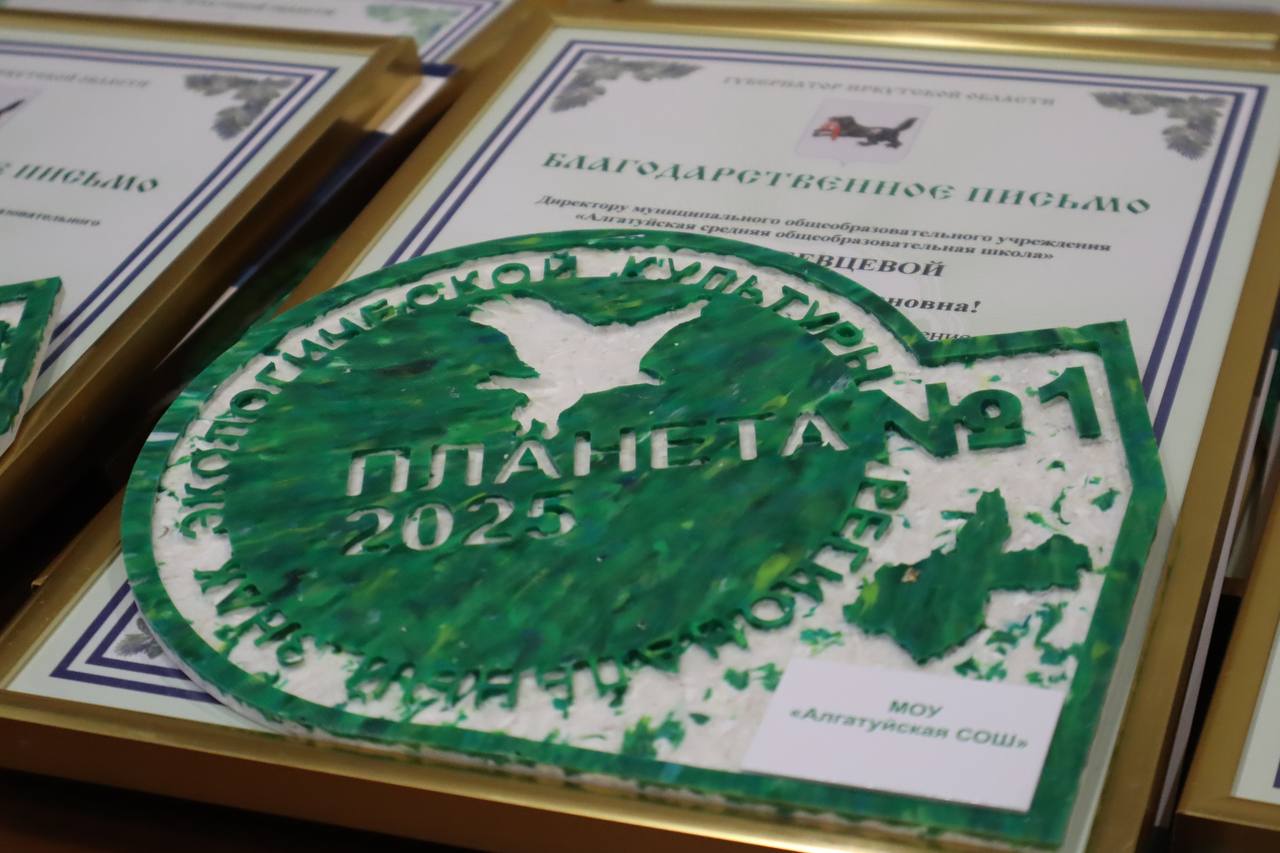 ГУБЕРНАТОР ИРКУТСКОЙ ОБЛАСТИ
БЛАГОДАРСТВЕННОЕ ПИСЬМО
Директору муниципального общеобразовательного учреждения
«Алгатуйская средняя общеобразовательная школа»
ЕВЦЕВОЙ
новна!
ение
ЭКОЛОГИЧЕСКОЙ КУЛЬТУРЫ
№1
ПЛАНЕТА
2025
МОУ
«Алгатуйская СОШ»
ПИСЬМО